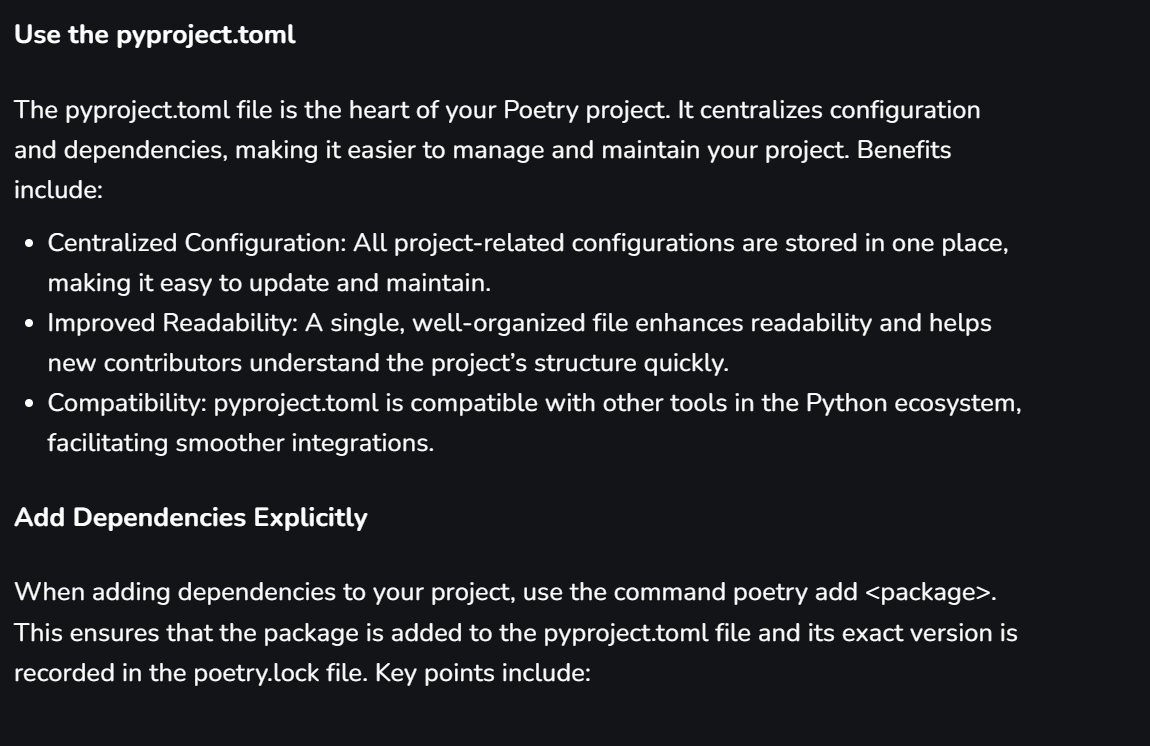 Use the pyproject.toml
The pyproject.toml file is the heart of your Poetry project. It centralizes configuration
and dependencies, making it easier to manage and maintain your project. Benefits
include:
• Centralized Configuration: All project-related configurations are stored in one place,
making it easy to update and maintain.
• Improved Readability: A single, well-organized file enhances readability and helps
new contributors understand the project’s structure quickly.
• Compatibility: pyproject.toml is compatible with other tools in the Python ecosystem,
facilitating smoother integrations.
Add Dependencies Explicitly
When adding dependencies to your project, use the command poetry add <package>.
This ensures that the package is added to the pyproject.toml file and its exact version is
recorded in the poetry.lock file. Key points include: